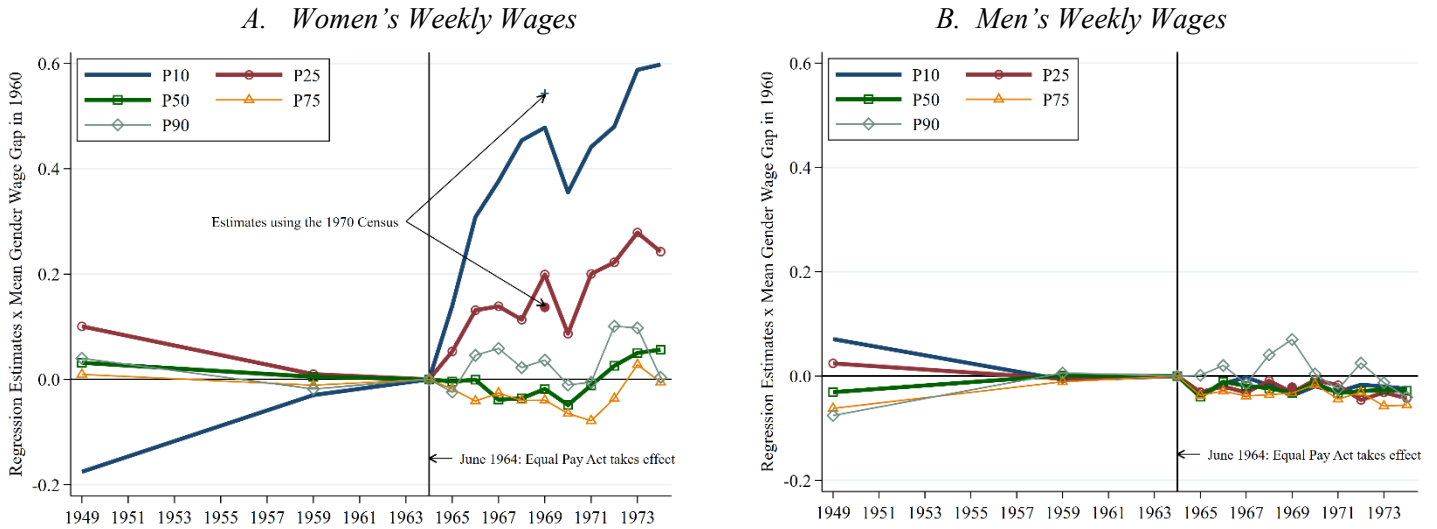 A. Women's Weekly Wages
Regression Estimates x Mean Gender Wage Gap in 1960
0.6
0.4
0.2
0.0
-0.2
P10
P25
P50
P75
P90
Estimates using the 1970 Census
June 1964: Equal Pay Act takes effect
1949 1951 1953 1955 1957 1959 1961 1963 1965 1967 1969 1971 1973
B. Men's Weekly Wages
Regression Estimates x Mean Gender Wage Gap in 1960
0.6
0.4
0.2
0.0
-0.2
P10
P25
P50
P75
P90
June 1964: Equal Pay Act takes effect
1949 1951 1953 1955 1957 1959 1961 1963 1965 1967 1969 1971 1973